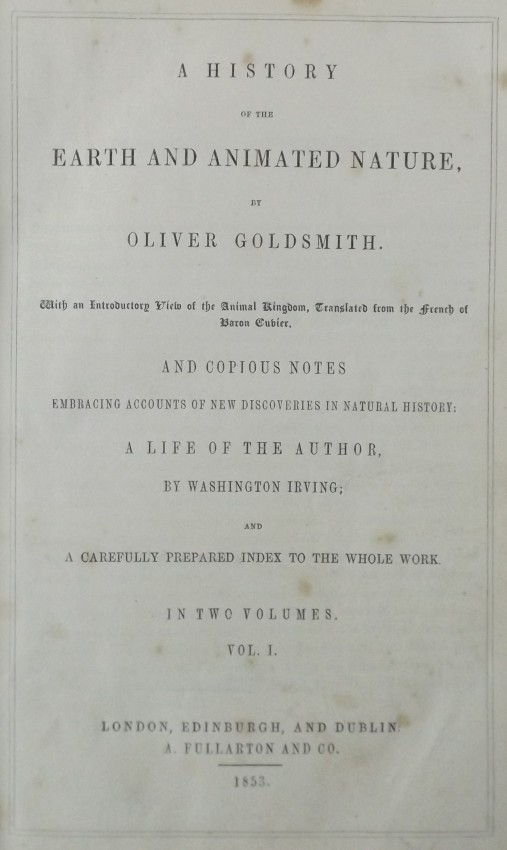 A HISTORY
OF THE
EARTH AND ANIMATED NATURE,
BY
OLIVER GOLDSMITH.
With an Introductory View of the Animal Kingdom, Translated from the French of
Baron Cuvier,
AND COPIOUS NOTES
EMBRACING ACCOUNTS OF NEW DISCOVERIES IN NATURAL HISTORY:
A LIFE OF THE AUTHOR,
BY WASHINGTON IRVING;
AND
A CAREFULLY PREPARED INDEX TO THE WHOLE WORK.
IN TWO VOLUMES.
VOL. I.
LONDON, EDINBURGH, AND DUBLIN:
A. FULLARTON AND CO.
1853.